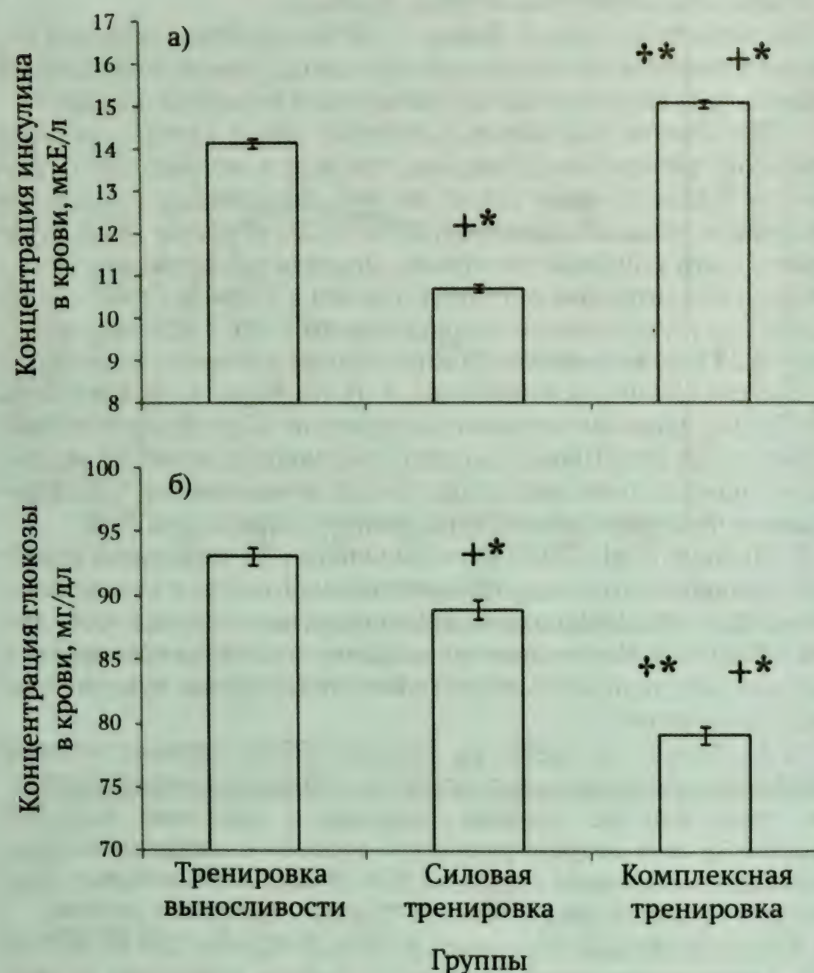 Концентрация инсулина
в крови, мкЕ/л
17
16
15
14
13
12
11
10
9
8
а)
+*
‡* +*
Концентрация глюкозы
в крови, мг/дл
100
95
90
85
80
75
70
б)
+*
‡* +*
Тренировка
выносливости
Силовая
тренировка
Комплексная
тренировка
Группы